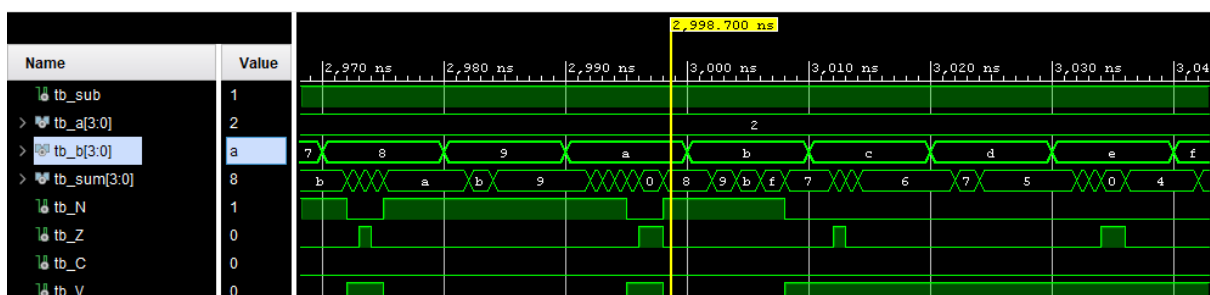 2,998.700 ns
Name Value 2,970 ns 2,980 ns 2,990 ns 3,000 ns 3,010 ns 3,020 ns 3,030 ns 3,04
tb_sub 1
tb_a[3:0] 2 2
tb_b[3:0] a 7 8 9 a b c d e f
tb_sum[3:0] 8 b a b 9 0 8 9 b f 7 6 7 5 0 4
tb_N 1
tb_Z 0
tb_C 0
tb_V 0